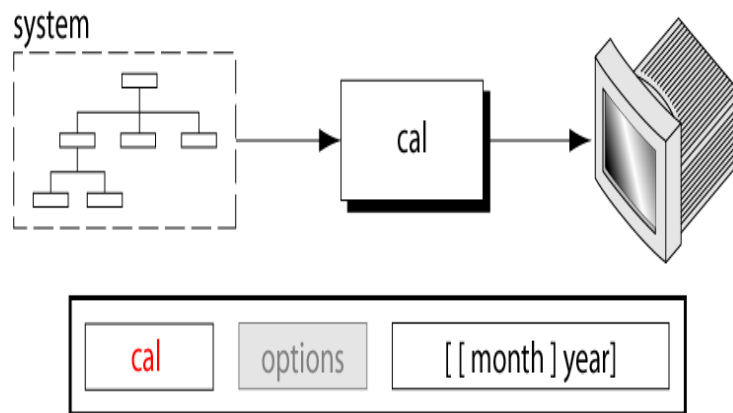 system
cal
cal
options
[ [ month ] year]